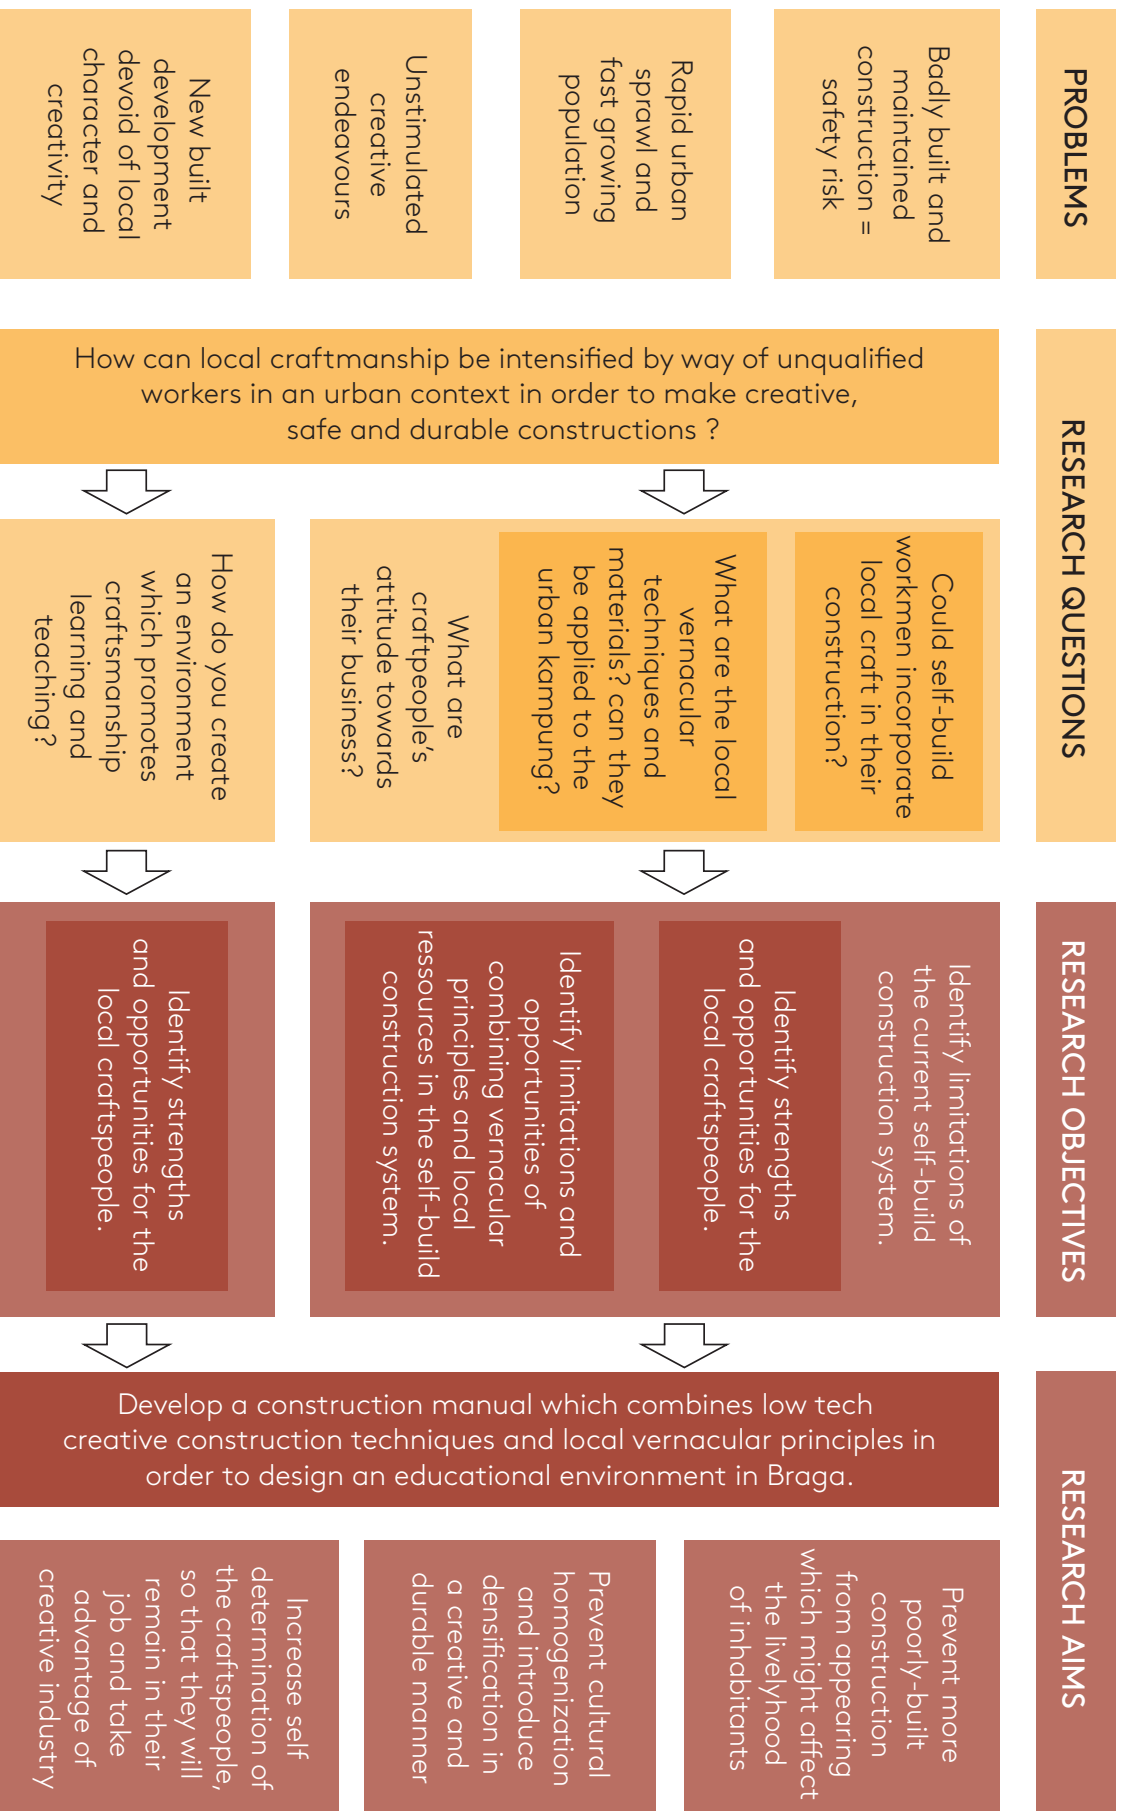 PROBLEMS
Badly built and
maintained
construction =
safety risk
Rapid urban
sprawl and
fast growing
population
Unstimulated
creative
endeavours
New built
development
devoid of local
character and
creativity
RESEARCH QUESTIONS
How can local craftmanship be intensified by way of unqualified
workers in an urban context in order to make creative,
safe and durable constructions ?
Could self-build
workmen incorporate
local craft in their
construction?
What are the local
vernacular
techniques and
materials? can they
be applied to the
urban kampung?
What are
craftpeople's
attitude towards
their business?
How do you create
an environment
which promotes
craftsmanship
learning and
teaching?
RESEARCH OBJECTIVES
Identify limitations of
the current self-build
construction system.
Identify strengths
and opportunities for the
local craftspeople.
Identify limitations and
opportunities of
combining vernacular
principles and local
ressources in the self-build
construction system.
Identify strengths
and opportunities for the
local craftspeople.
RESEARCH AIMS
Develop a construction manual which combines low tech
creative construction techniques and local vernacular principles in
order to design an educational environment in Braga.
Prevent more
poorly-built
construction
from appearing
which might affect
the livelyhood
of inhabitants
Prevent cultural
homogenization
and introduce
densification in
a creative and
durable manner
Increase self
determination of
the craftspeople,
so that they will
remain in their
job and take
advantage of
creative industry